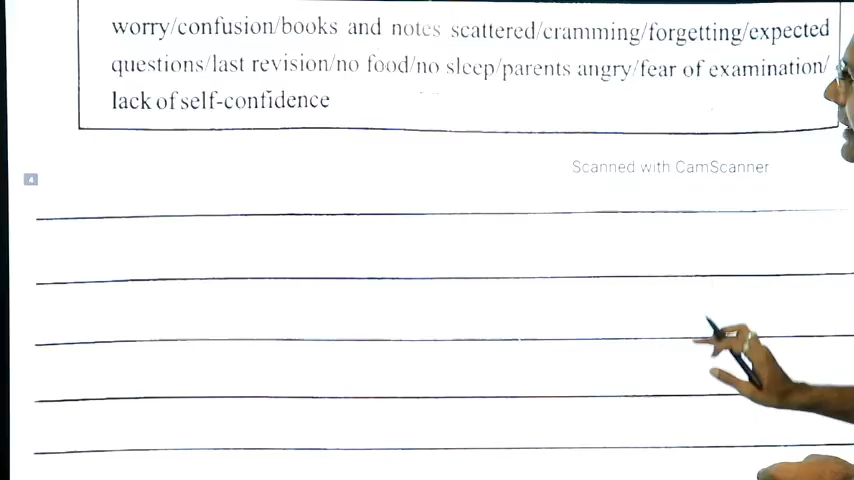 worry/confusion/books and notes scattered/cramming/forgetting/expected
questions/last revision/no food/no sleep/parents angry/fear of examination/
lack of self-confidence
Scanned with CamScanner
4